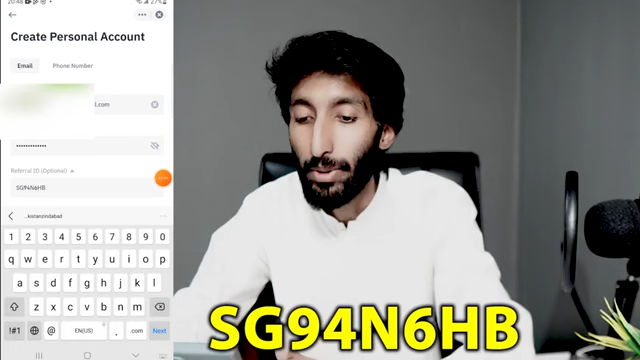 20:48
27%
Create Personal Account
Email
Phone Number
l.com
•••••••••••••
Referral ID (Optional)
SG94N6HB
..kistanzindabad
1 2 3 4 5 6 7 8 9 0
q w e r t y u i o p
a s d f g h j k l
z x c v b n m
!#1 @ EN(US) . .com Next
SG94N6HB